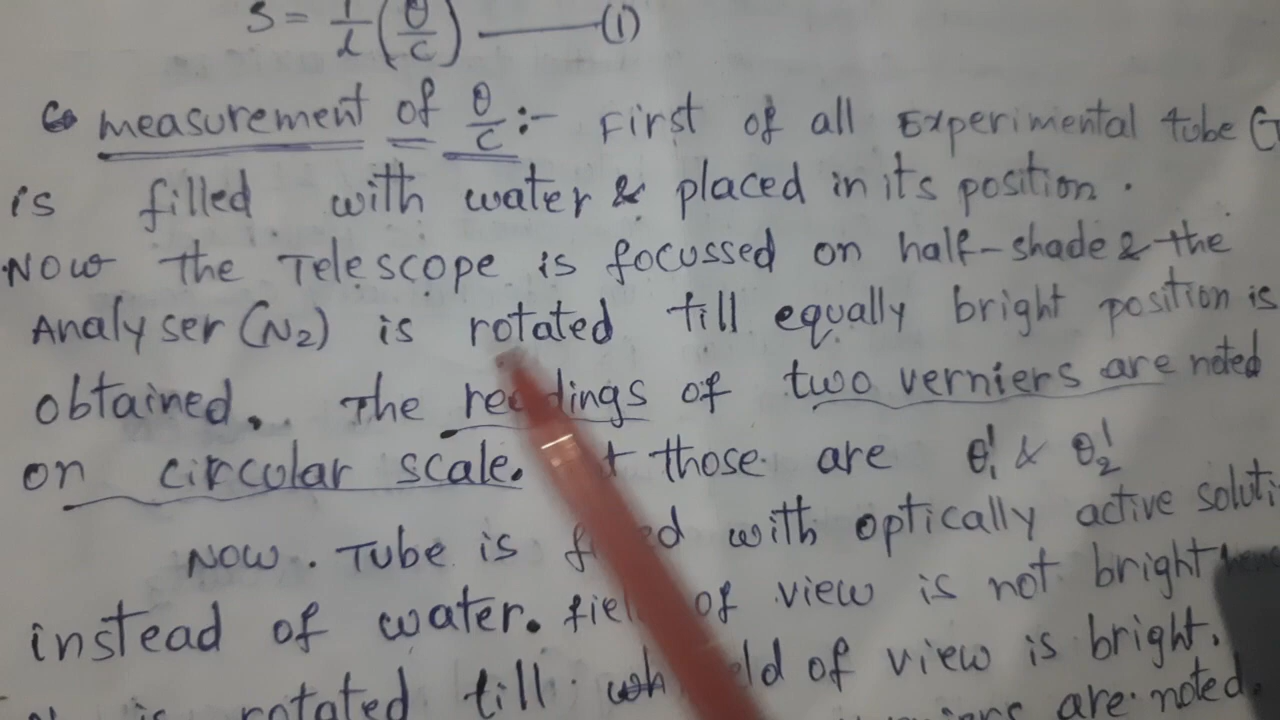 S = 1/l (θ/c) —— (1)
measurement of θ/c :- First of all Experimental tube
is filled with water & placed in its position.
Now the Telescope is focussed on half-shade & the
Analyser (N₂) is rotated till equally bright position is
obtained. The readings of two verniers are noted
on circular scale. those are θ₁' & θ₂'
Now. Tube is with optically active
instead of water. of view is not bright
of view is bright.
is rotated till
are noted.